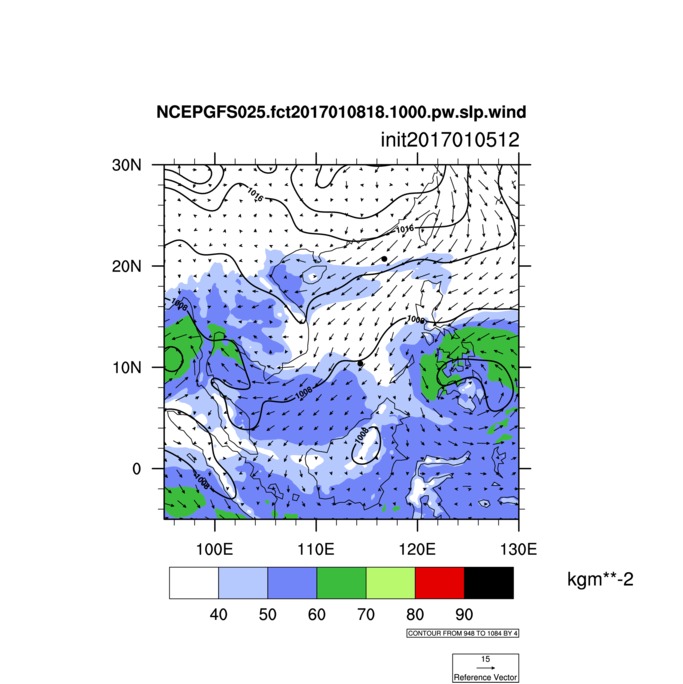 NCEPGFS025.fct2017010818.1000.pw.slp.wind
init2017010512
30N
20N
10N
0
1016
1016
1008
1008
1008
1008
1008
100E 110E 120E 130E
kgm**-2
40 50 60 70 80 90
CONTOUR FROM 948 TO 1084 BY 4
15
Reference Vector